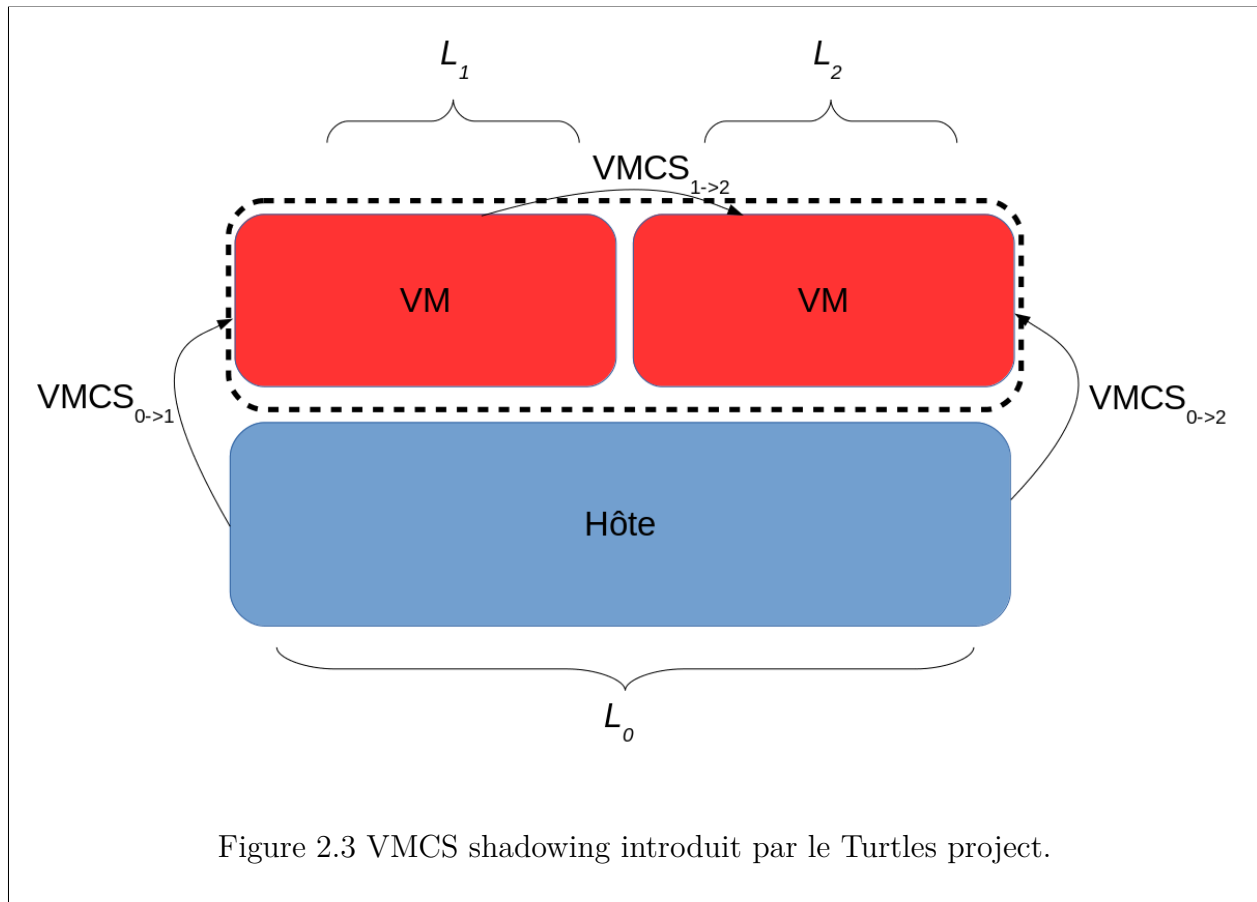 L1
L2
VMCS1->2
VM
VM
VMCS0->1
VMCS0->2
Hôte
L0
Figure 2.3 VMCS shadowing introduit par le Turtles project.